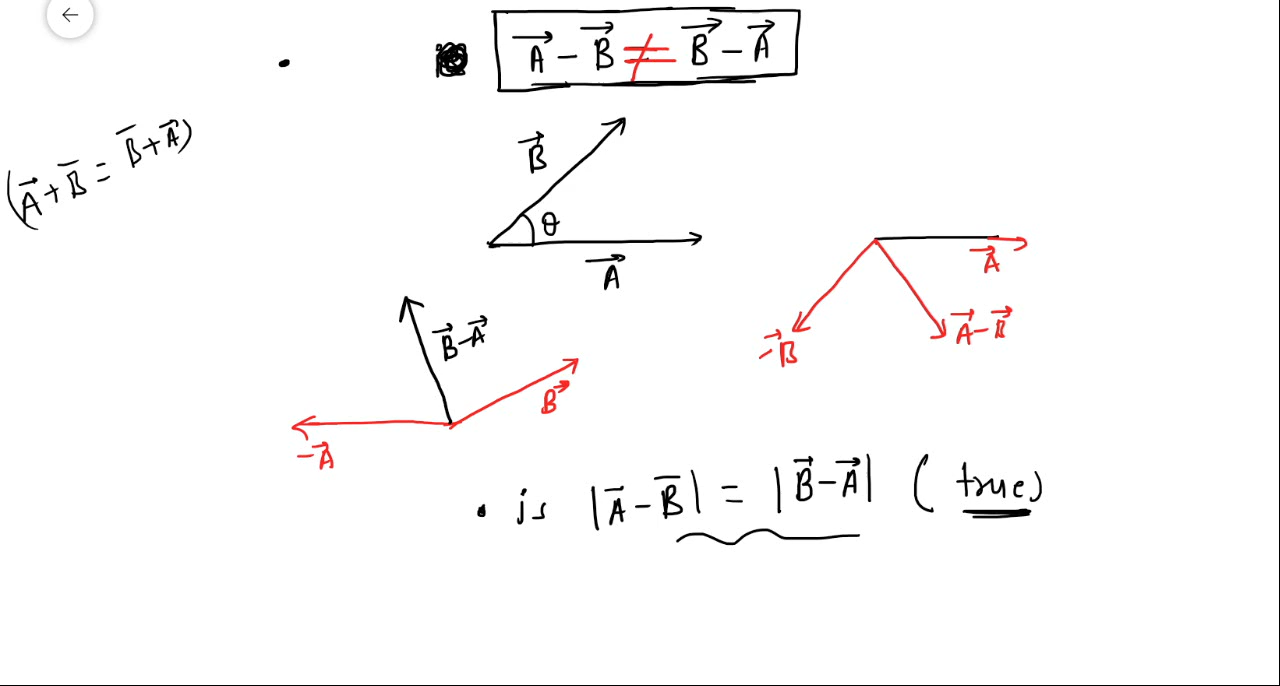 A⃗ - B⃗ ≠ B⃗ - A⃗
(A⃗ + B̅ = B̅ + A⃗)
B⃗
θ
A⃗
A⃗
B⃗ - A⃗
-B⃗
A⃗ - B⃗
B⃗
-A⃗
• is |A̅ - B̅| = |B⃗ - A⃗| (true)